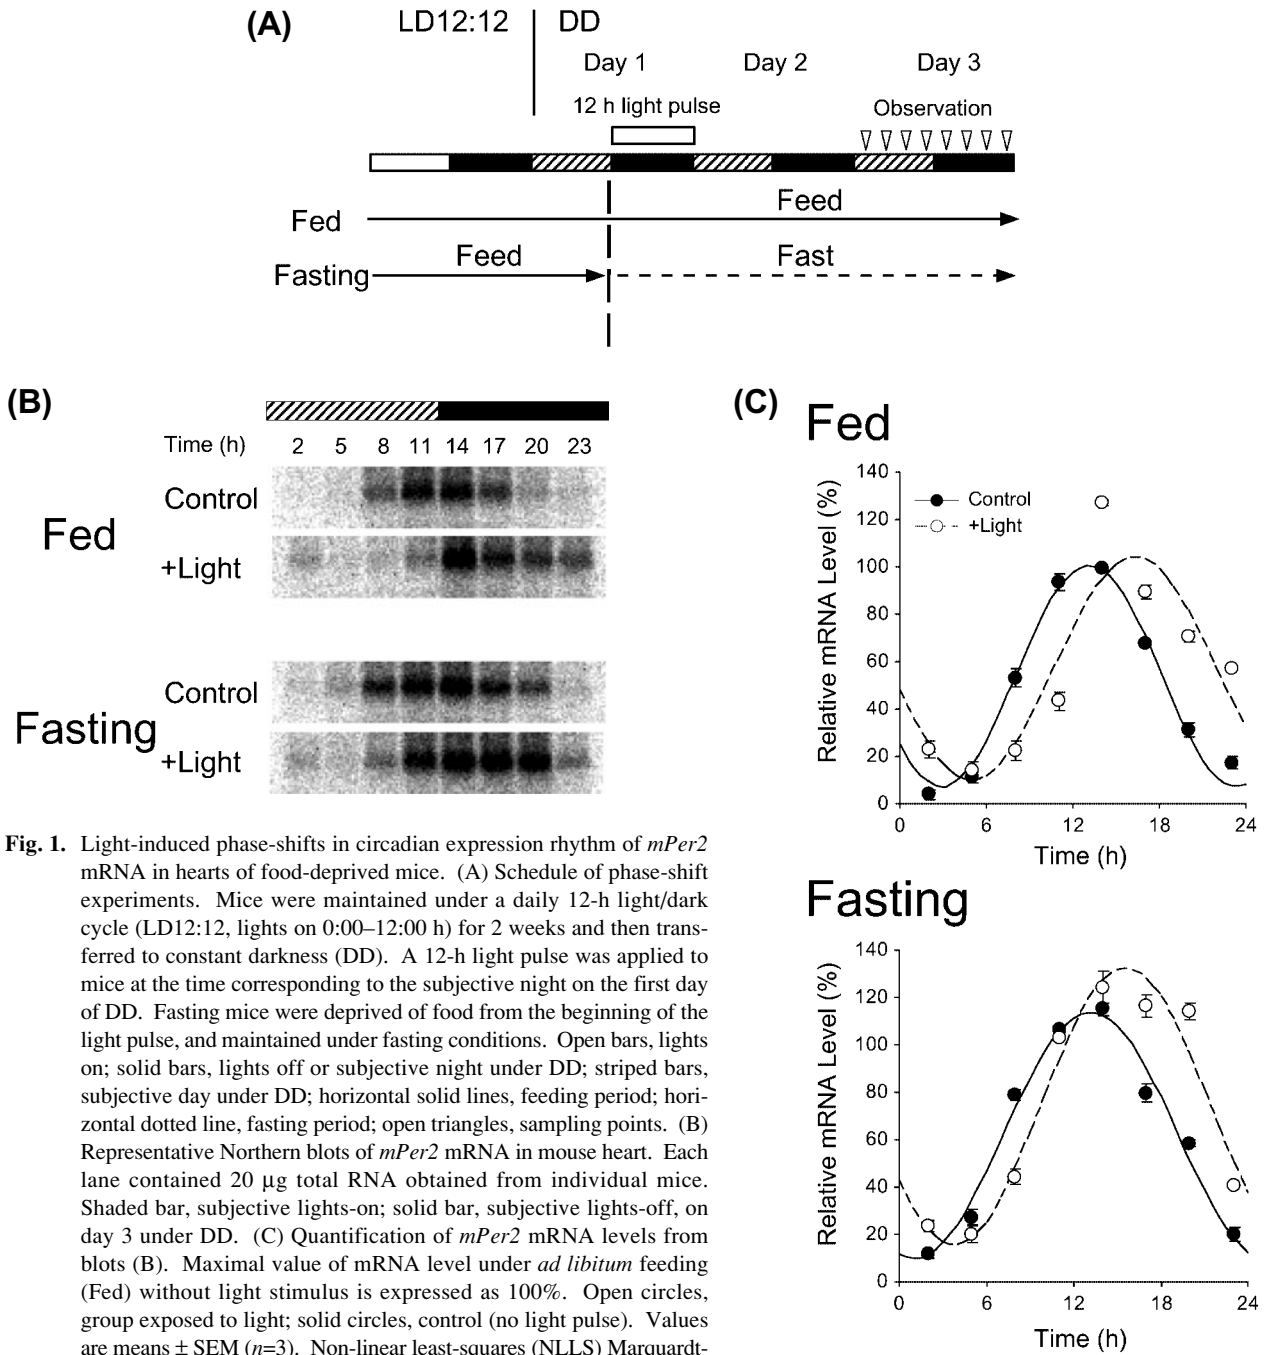 (A)
LD12:12 DD
Day 1 Day 2 Day 3
12 h light pulse Observation
Fed Feed
Fasting Feed Fast
(B)
Time (h) 2 5 8 11 14 17 20 23
Fed
Control
+Light
Fasting
Control
+Light
(C)
Fed
Relative mRNA Level (%)
140
120
100
80
60
40
20
0
Control
+Light
0 6 12 18 24
Time (h)
Fasting
Relative mRNA Level (%)
140
120
100
80
60
40
20
0
0 6 12 18 24
Time (h)
Fig. 1. Light-induced phase-shifts in circadian expression rhythm of mPer2
mRNA in hearts of food-deprived mice. (A) Schedule of phase-shift
experiments. Mice were maintained under a daily 12-h light/dark
cycle (LD12:12, lights on 0:00–12:00 h) for 2 weeks and then trans-
ferred to constant darkness (DD). A 12-h light pulse was applied to
mice at the time corresponding to the subjective night on the first day
of DD. Fasting mice were deprived of food from the beginning of the
light pulse, and maintained under fasting conditions. Open bars, lights
on; solid bars, lights off or subjective night under DD; striped bars,
subjective day under DD; horizontal solid lines, feeding period; hori-
zontal dotted line, fasting period; open triangles, sampling points. (B)
Representative Northern blots of mPer2 mRNA in mouse heart. Each
lane contained 20 μg total RNA obtained from individual mice.
Shaded bar, subjective lights-on; solid bar, subjective lights-off, on
day 3 under DD. (C) Quantification of mPer2 mRNA levels from
blots (B). Maximal value of mRNA level under ad libitum feeding
(Fed) without light stimulus is expressed as 100%. Open circles,
group exposed to light; solid circles, control (no light pulse). Values
are means ± SEM (n=3). Non-linear least-squares (NLLS) Marquardt-